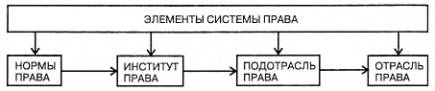 ЭЛЕМЕНТЫ СИСТЕМЫ ПРАВА
НОРМЫ
ПРАВА
ИНСТИТУТ
ПРАВА
ПОДОТРАСЛЬ
ПРАВА
ОТРАСЛЬ
ПРАВА